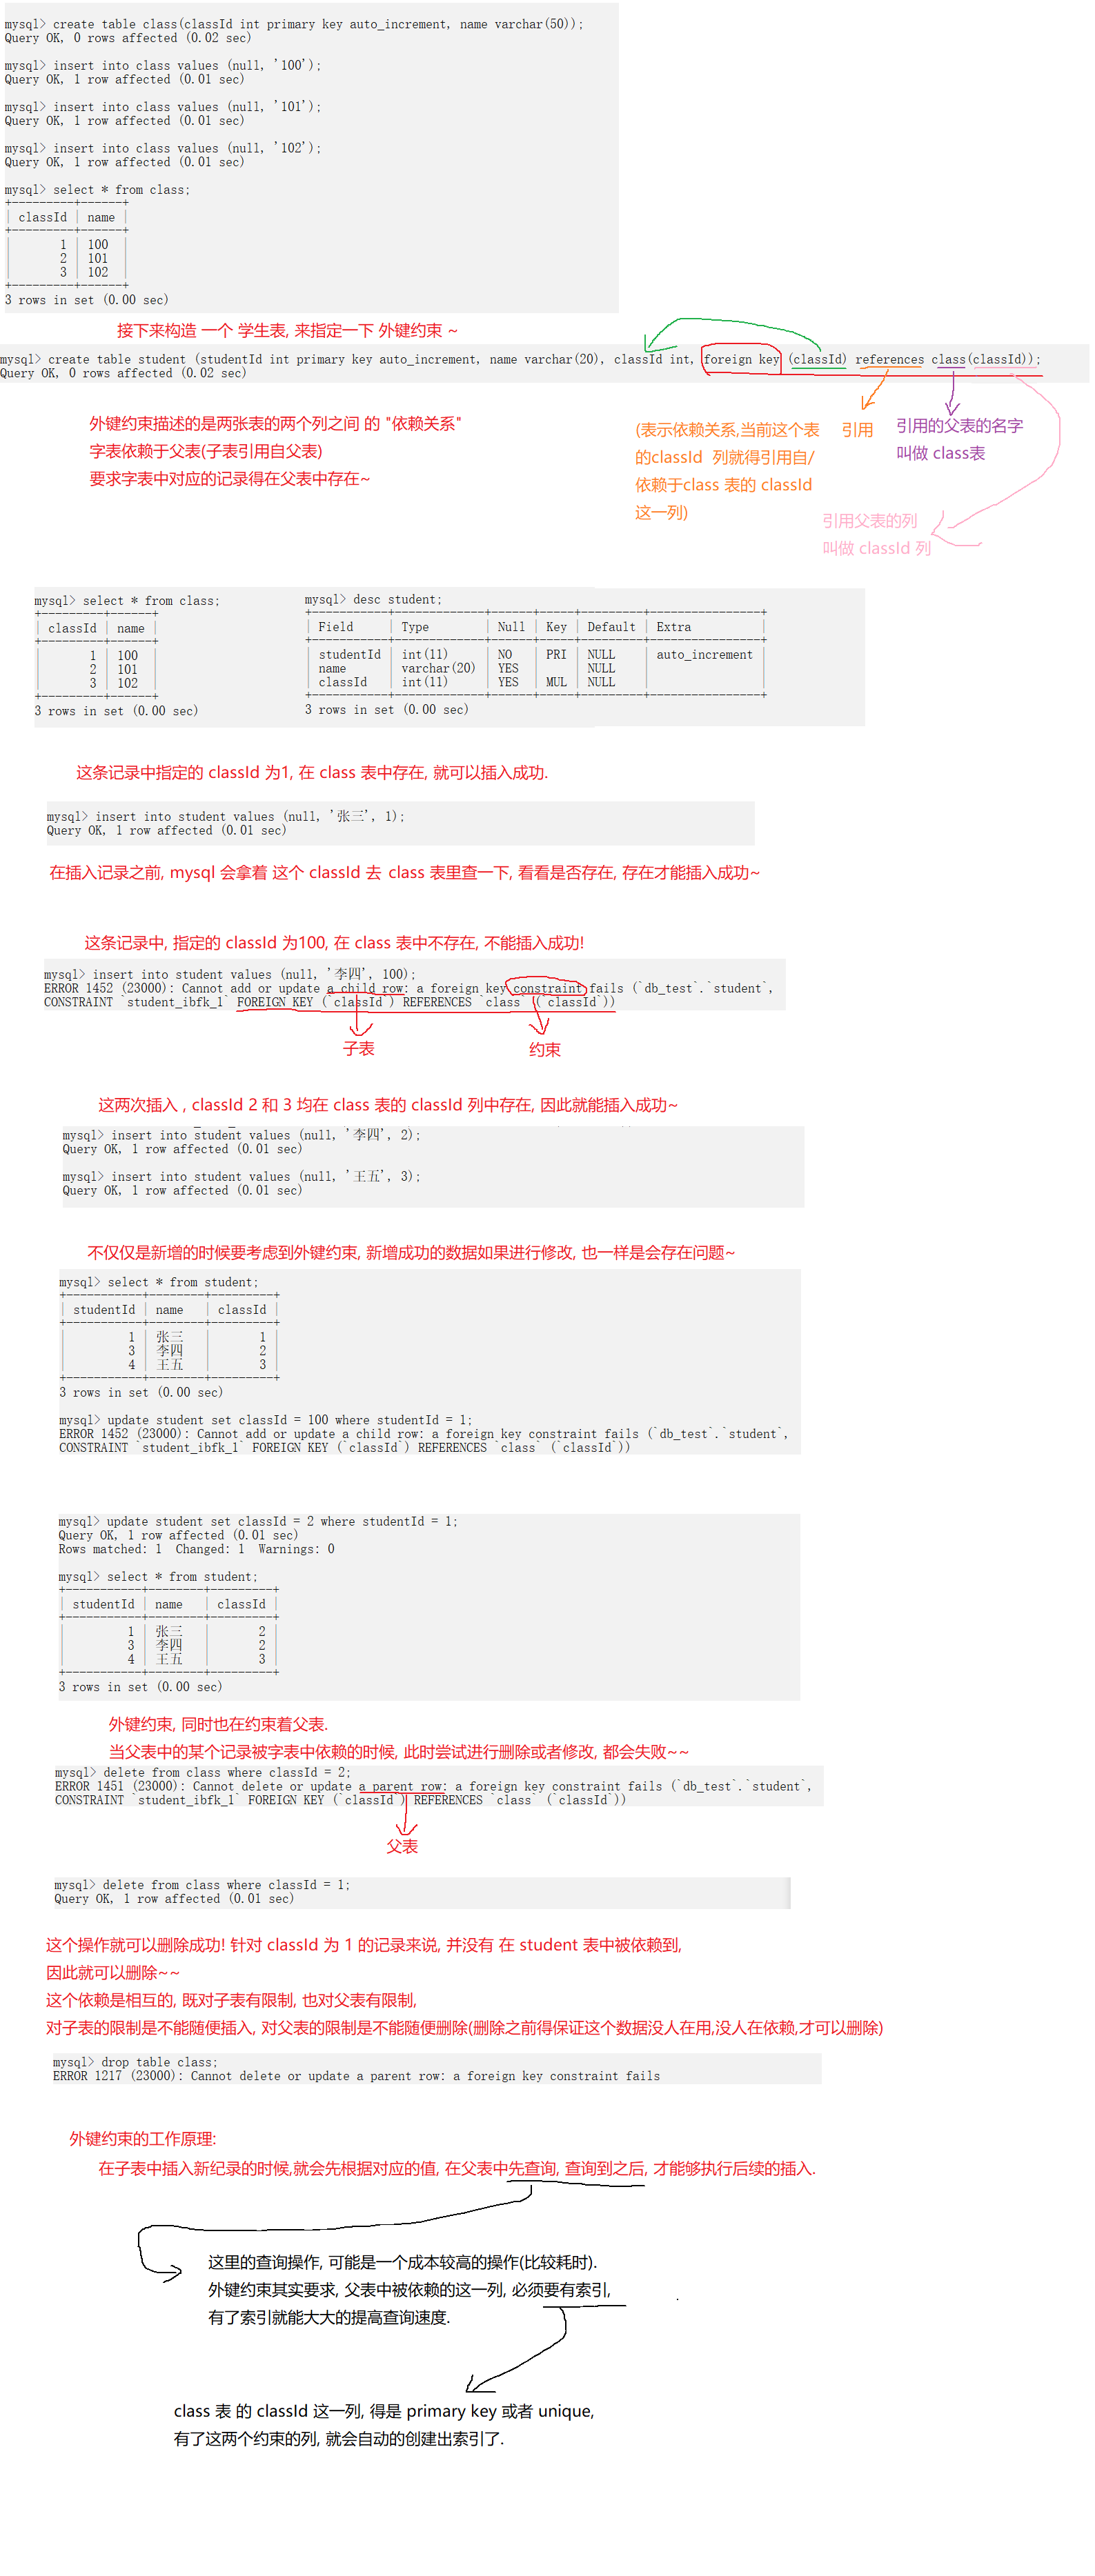 mysql> create table class(classId int primary key auto_increment, name varchar(50));
Query OK, 0 rows affected (0.02 sec)
mysql> insert into class values (null, '100');
Query OK, 1 row affected (0.01 sec)
mysql> insert into class values (null, '101');
Query OK, 1 row affected (0.01 sec)
mysql> insert into class values (null, '102');
Query OK, 1 row affected (0.01 sec)
mysql> select * from class;
+---------+------+
| classId | name |
+---------+------+
|       1 | 100  |
|       2 | 101  |
|       3 | 102  |
+---------+------+
3 rows in set (0.00 sec)
接下来构造 一个 学生表, 来指定一下 外键约束 ~
mysql> create table student (studentId int primary key auto_increment, name varchar(20), classId int, foreign key (classId) references class(classId));
Query OK, 0 rows affected (0.02 sec)
外键约束描述的是两张表的两个列之间 的 "依赖关系"
字表依赖于父表(子表引用自父表)
要求字表中对应的记录得在父表中存在~
(表示依赖关系,当前这个表
的classId 列就得引用自/
依赖于class 表的 classId
这一列)
引用
引用的父表的名字
叫做 class表
引用父表的列
叫做 classId 列
mysql> select * from class;
+---------+------+
| classId | name |
+---------+------+
|       1 | 100  |
|       2 | 101  |
|       3 | 102  |
+---------+------+
3 rows in set (0.00 sec)
mysql> desc student;
+-----------+-------------+------+-----+---------+----------------+
| Field     | Type        | Null | Key | Default | Extra          |
+-----------+-------------+------+-----+---------+----------------+
| studentId | int(11)     | NO   | PRI | NULL    | auto_increment |
| name      | varchar(20) | YES  |     | NULL    |                |
| classId   | int(11)     | YES  | MUL | NULL    |                |
+-----------+-------------+------+-----+---------+----------------+
3 rows in set (0.00 sec)
这条记录中指定的 classId 为1, 在 class 表中存在, 就可以插入成功.
mysql> insert into student values (null, '张三', 1);
Query OK, 1 row affected (0.01 sec)
在插入记录之前, mysql 会拿着 这个 classId 去 class 表里查一下, 看看是否存在, 存在才能插入成功~
这条记录中, 指定的 classId 为100, 在 class 表中不存在, 不能插入成功!
mysql> insert into student values (null, '李四', 100);
ERROR 1452 (23000): Cannot add or update a child row: a foreign key constraint fails (`db_test`.`student`,
CONSTRAINT `student_ibfk_1` FOREIGN KEY (`classId`) REFERENCES `class` (`classId`))
子表
约束
这两次插入 , classId 2 和 3 均在 class 表的 classId 列中存在, 因此就能插入成功~
mysql> insert into student values (null, '李四', 2);
Query OK, 1 row affected (0.01 sec)
mysql> insert into student values (null, '王五', 3);
Query OK, 1 row affected (0.01 sec)
不仅仅是新增的时候要考虑到外键约束, 新增成功的数据如果进行修改, 也一样是会存在问题~
mysql> select * from student;
+-----------+--------+---------+
| studentId | name   | classId |
+-----------+--------+---------+
|         1 | 张三   |       1 |
|         3 | 李四   |       2 |
|         4 | 王五   |       3 |
+-----------+--------+---------+
3 rows in set (0.00 sec)
mysql> update student set classId = 100 where studentId = 1;
ERROR 1452 (23000): Cannot add or update a child row: a foreign key constraint fails (`db_test`.`student`,
CONSTRAINT `student_ibfk_1` FOREIGN KEY (`classId`) REFERENCES `class` (`classId`))
mysql> update student set classId = 2 where studentId = 1;
Query OK, 1 row affected (0.01 sec)
Rows matched: 1  Changed: 1  Warnings: 0
mysql> select * from student;
+-----------+--------+---------+
| studentId | name   | classId |
+-----------+--------+---------+
|         1 | 张三   |       2 |
|         3 | 李四   |       2 |
|         4 | 王五   |       3 |
+-----------+--------+---------+
3 rows in set (0.00 sec)
外键约束, 同时也在约束着父表.
当父表中的某个记录被字表中依赖的时候, 此时尝试进行删除或者修改, 都会失败~~
mysql> delete from class where classId = 2;
ERROR 1451 (23000): Cannot delete or update a parent row: a foreign key constraint fails (`db_test`.`student`,
CONSTRAINT `student_ibfk_1` FOREIGN KEY (`classId`) REFERENCES `class` (`classId`))
父表
mysql> delete from class where classId = 1;
Query OK, 1 row affected (0.01 sec)
这个操作就可以删除成功! 针对 classId 为 1 的记录来说, 并没有 在 student 表中被依赖到,
因此就可以删除~~
这个依赖是相互的, 既对子表有限制, 也对父表有限制,
对子表的限制是不能随便插入, 对父表的限制是不能随便删除(删除之前得保证这个数据没人在用,没人在依赖,才可以删除)
mysql> drop table class;
ERROR 1217 (23000): Cannot delete or update a parent row: a foreign key constraint fails
外键约束的工作原理:
在子表中插入新纪录的时候,就会先根据对应的值, 在父表中先查询, 查询到之后, 才能够执行后续的插入.
这里的查询操作, 可能是一个成本较高的操作(比较耗时).
外键约束其实要求, 父表中被依赖的这一列, 必须要有索引,
有了索引就能大大的提高查询速度.
class 表 的 classId 这一列, 得是 primary key 或者 unique,
有了这两个约束的列, 就会自动的创建出索引了.